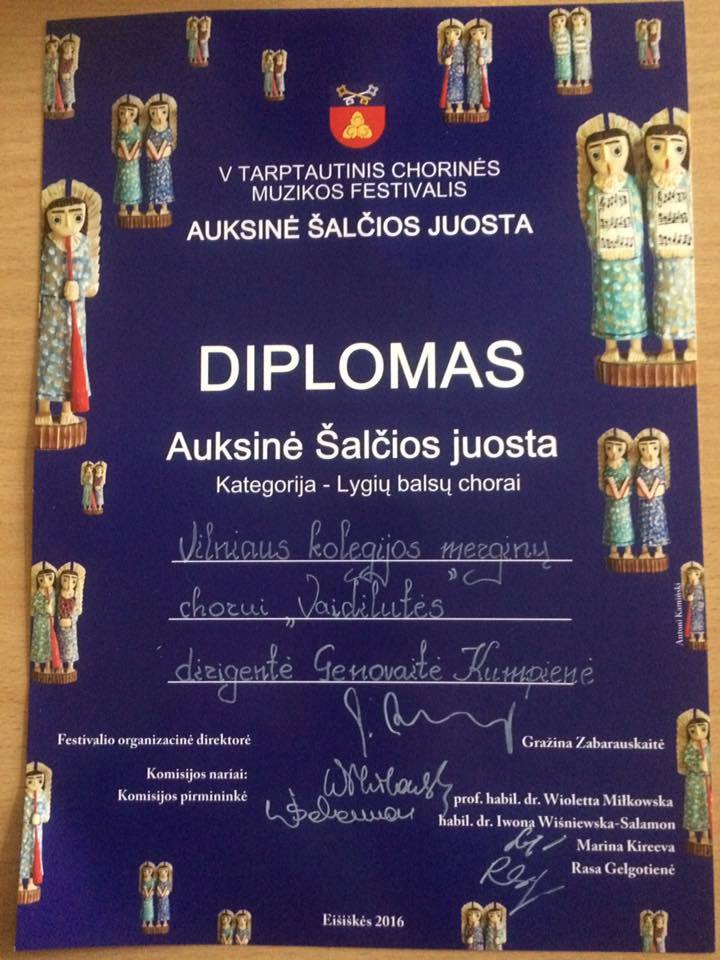 V TARPTAUTINIS CHORINĖS
MUZIKOS FESTIVALIS
AUKSINĖ ŠALČIOS JUOSTA
DIPLOMAS
Auksinė Šalčios juosta
Kategorija - Lygių balsų chorai
Vilniaus kolegijos merginų
chorui „Vaidilutės”
dirigentė Genovaitė Kumpienė
Festivalio organizacinė direktorė
Gražina Zabarauskaitė
Komisijos nariai:
Komisijos pirmininkė
prof. habil. dr. Wioletta Miłkowska
habil. dr. Iwona Wiśniewska-Salamon
Marina Kireeva
Rasa Gelgotienė
Eišiškės 2016
Antoni Kamiński